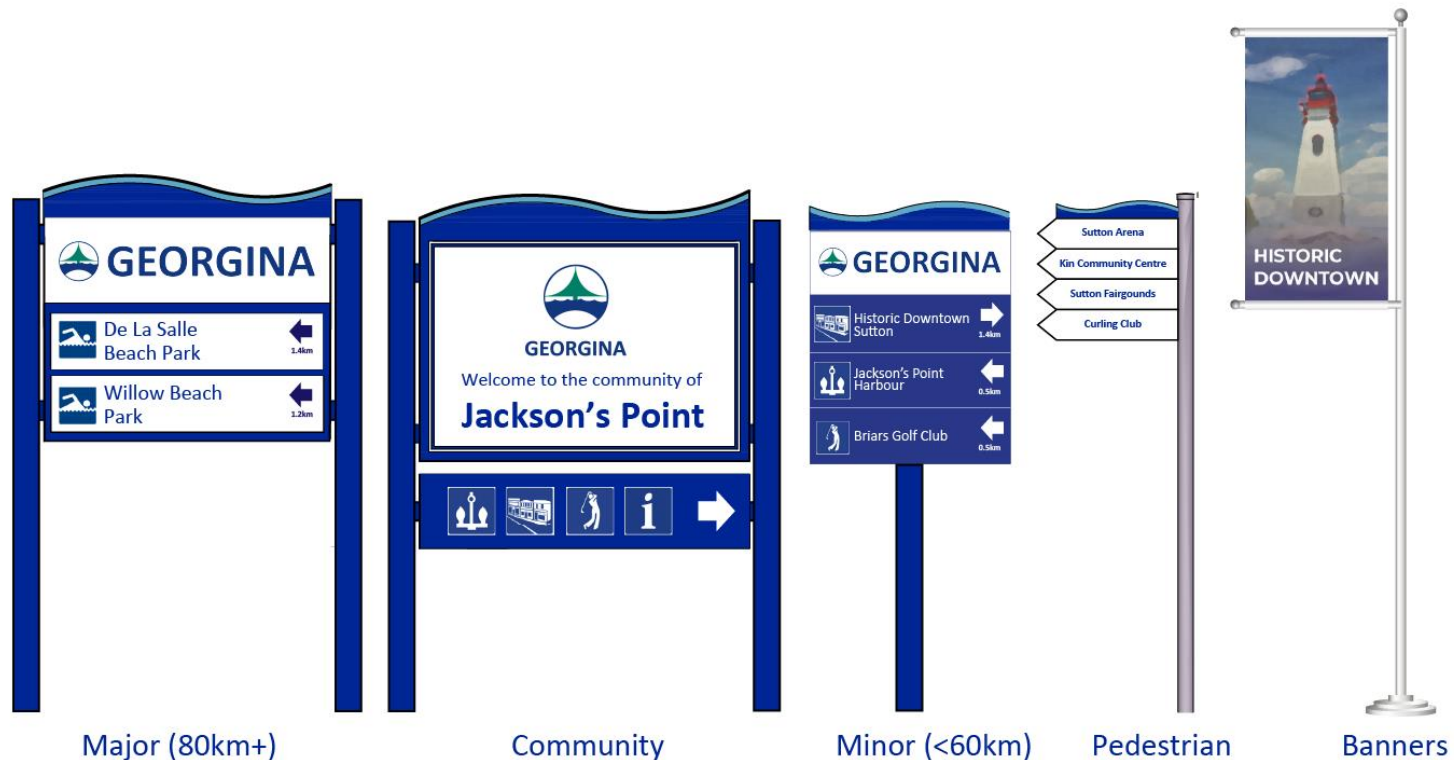 GEORGINA
De La Salle
Beach Park
1.4km
Willow Beach
Park
1.2km
Major (80km+)
GEORGINA
Welcome to the community of
Jackson's Point
i
Community
GEORGINA
Historic Downtown
Sutton
1.4km
Jackson's Point
Harbour
0.5km
Briars Golf Club
0.5km
Minor (<60km)
Sutton Arena
Kin Community Centre
Sutton Fairgounds
Curling Club
Pedestrian
HISTORIC
DOWNTOWN
Banners